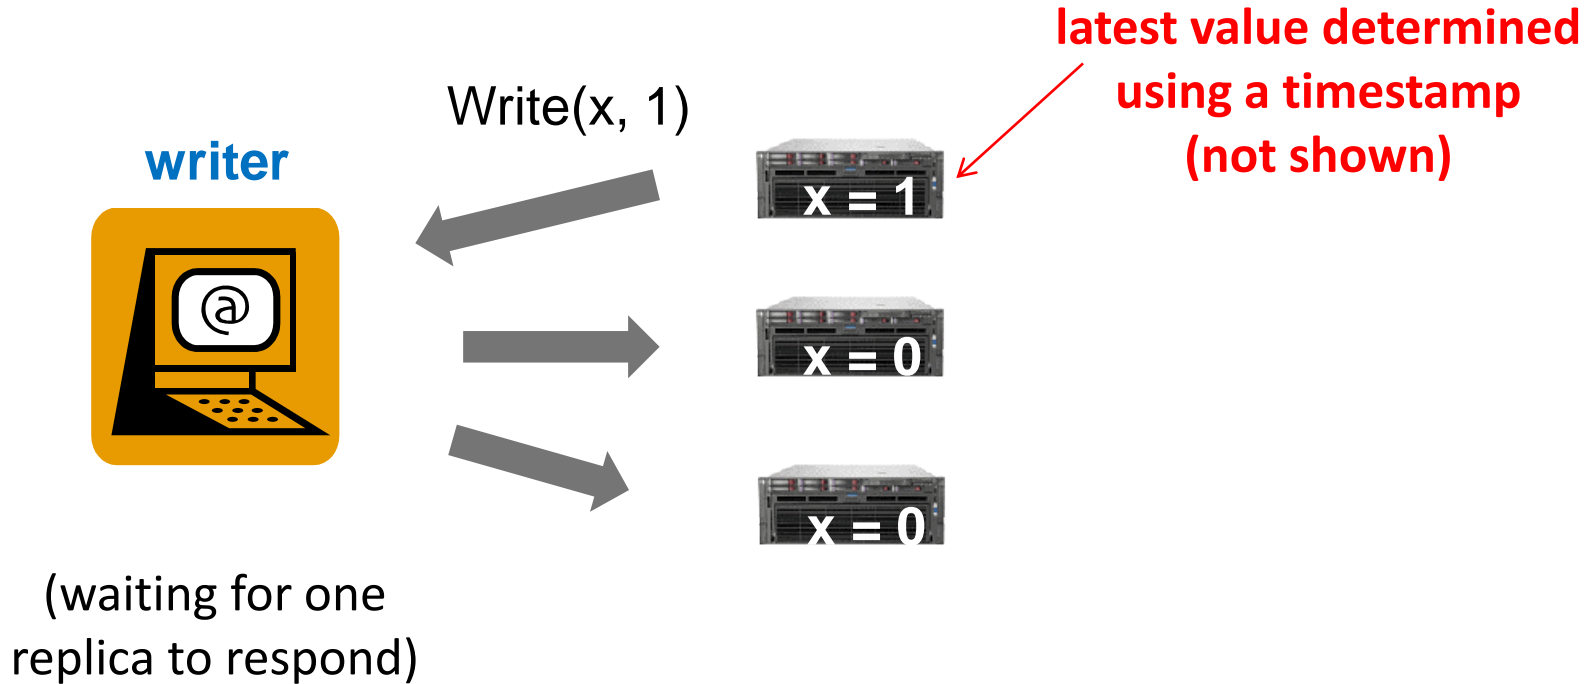 latest value determined
using a timestamp
(not shown)
Write(x, 1)
writer
@
x = 1
x = 0
x = 0
(waiting for one
replica to respond)